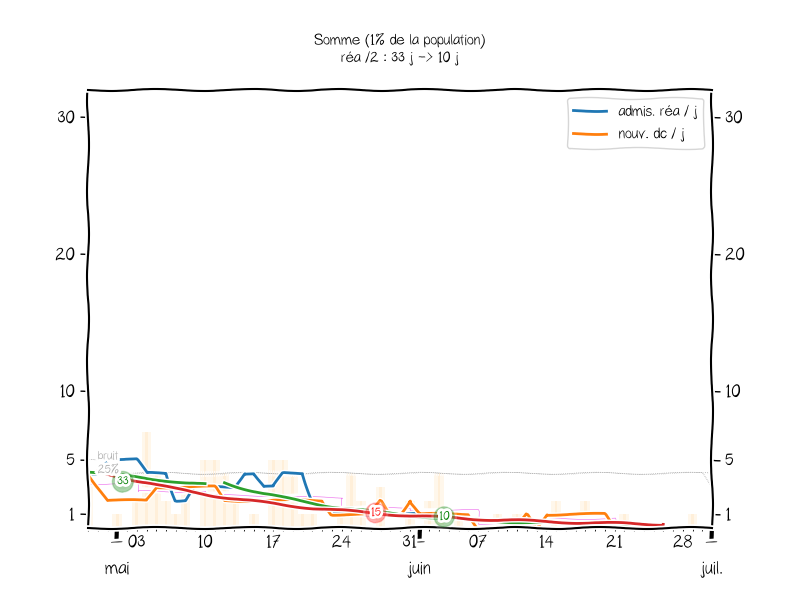 Somme (1% de la population)
réa /2 : 33 j -> 10 j
admis. réa / j
nouv. dc / j
30
30
20
20
10
10
5
5
1
1
bruit
25%
33
15
10
03 10 17 24 31 07 14 21 28
mai juin juil.